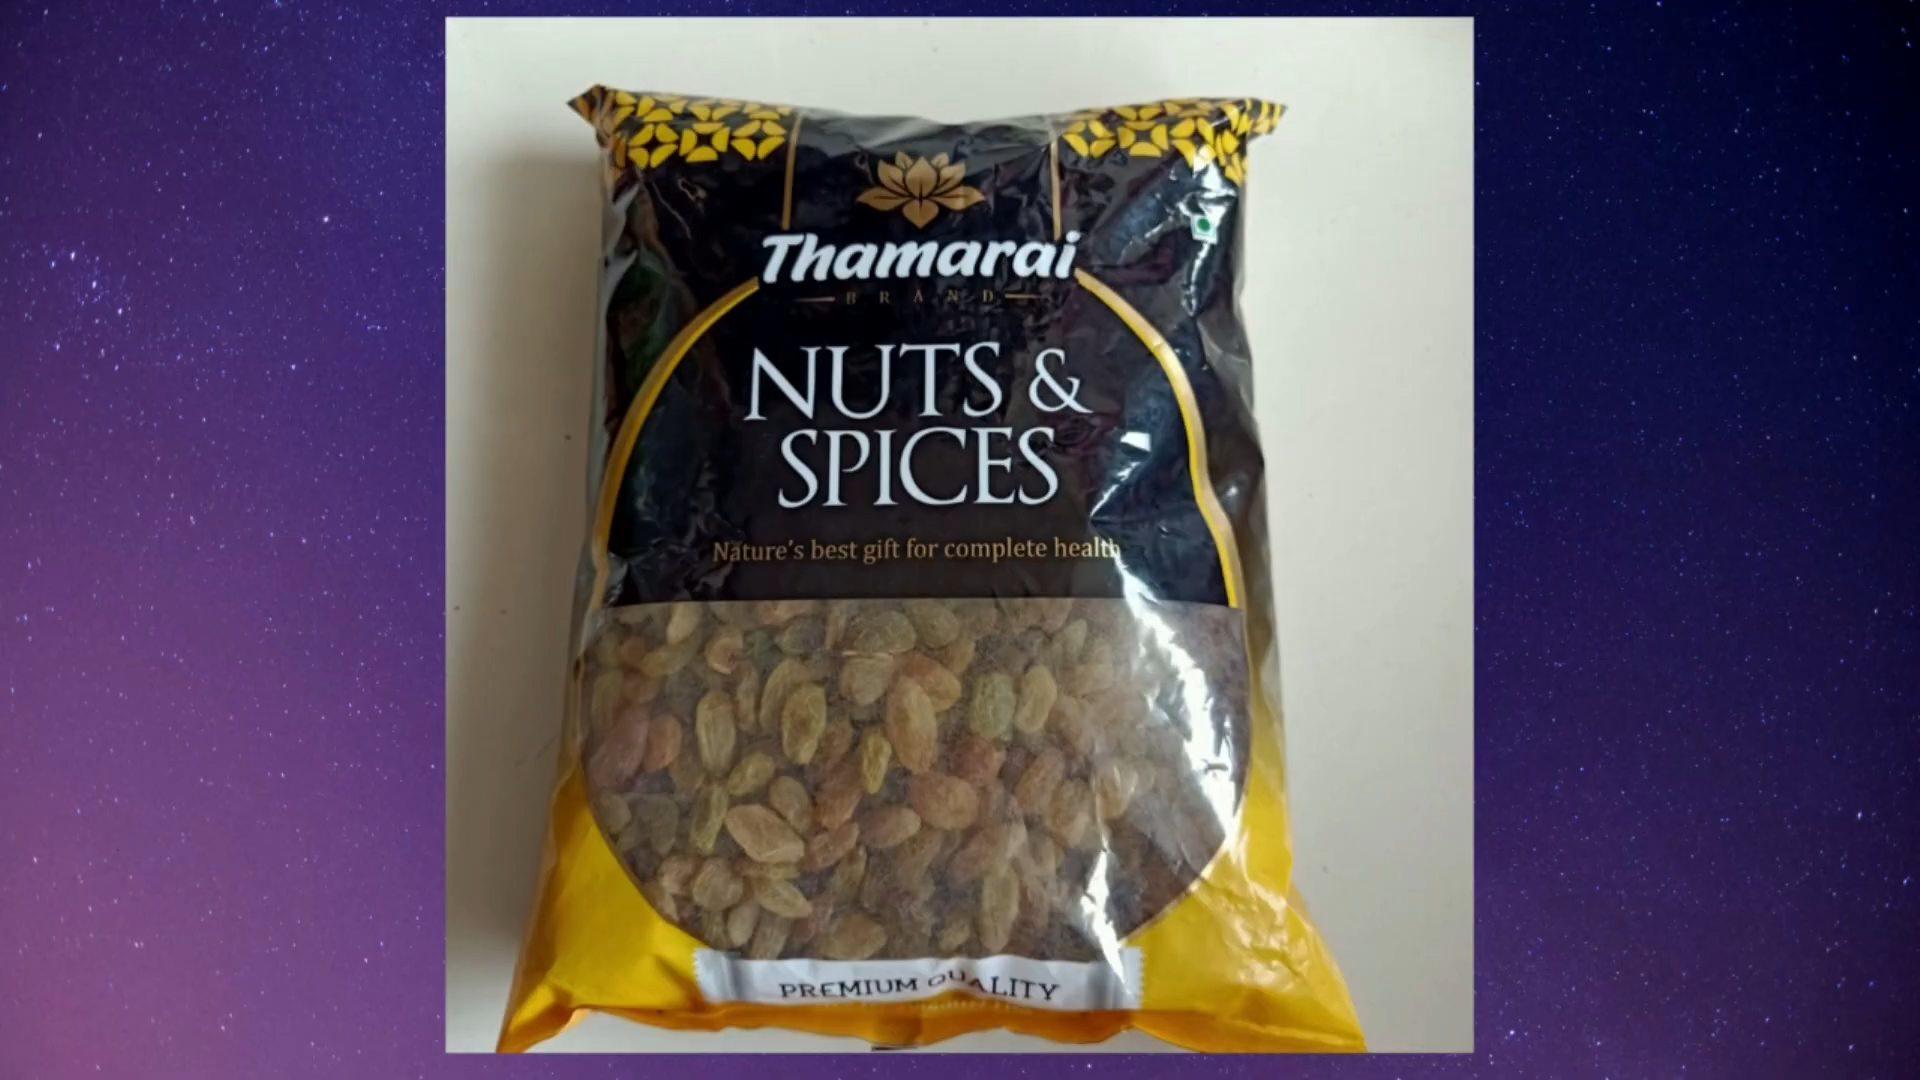 Thamarai
BRAND
NUTS &
SPICES
Nature's best gift for complete health
PREMIUM QUALITY